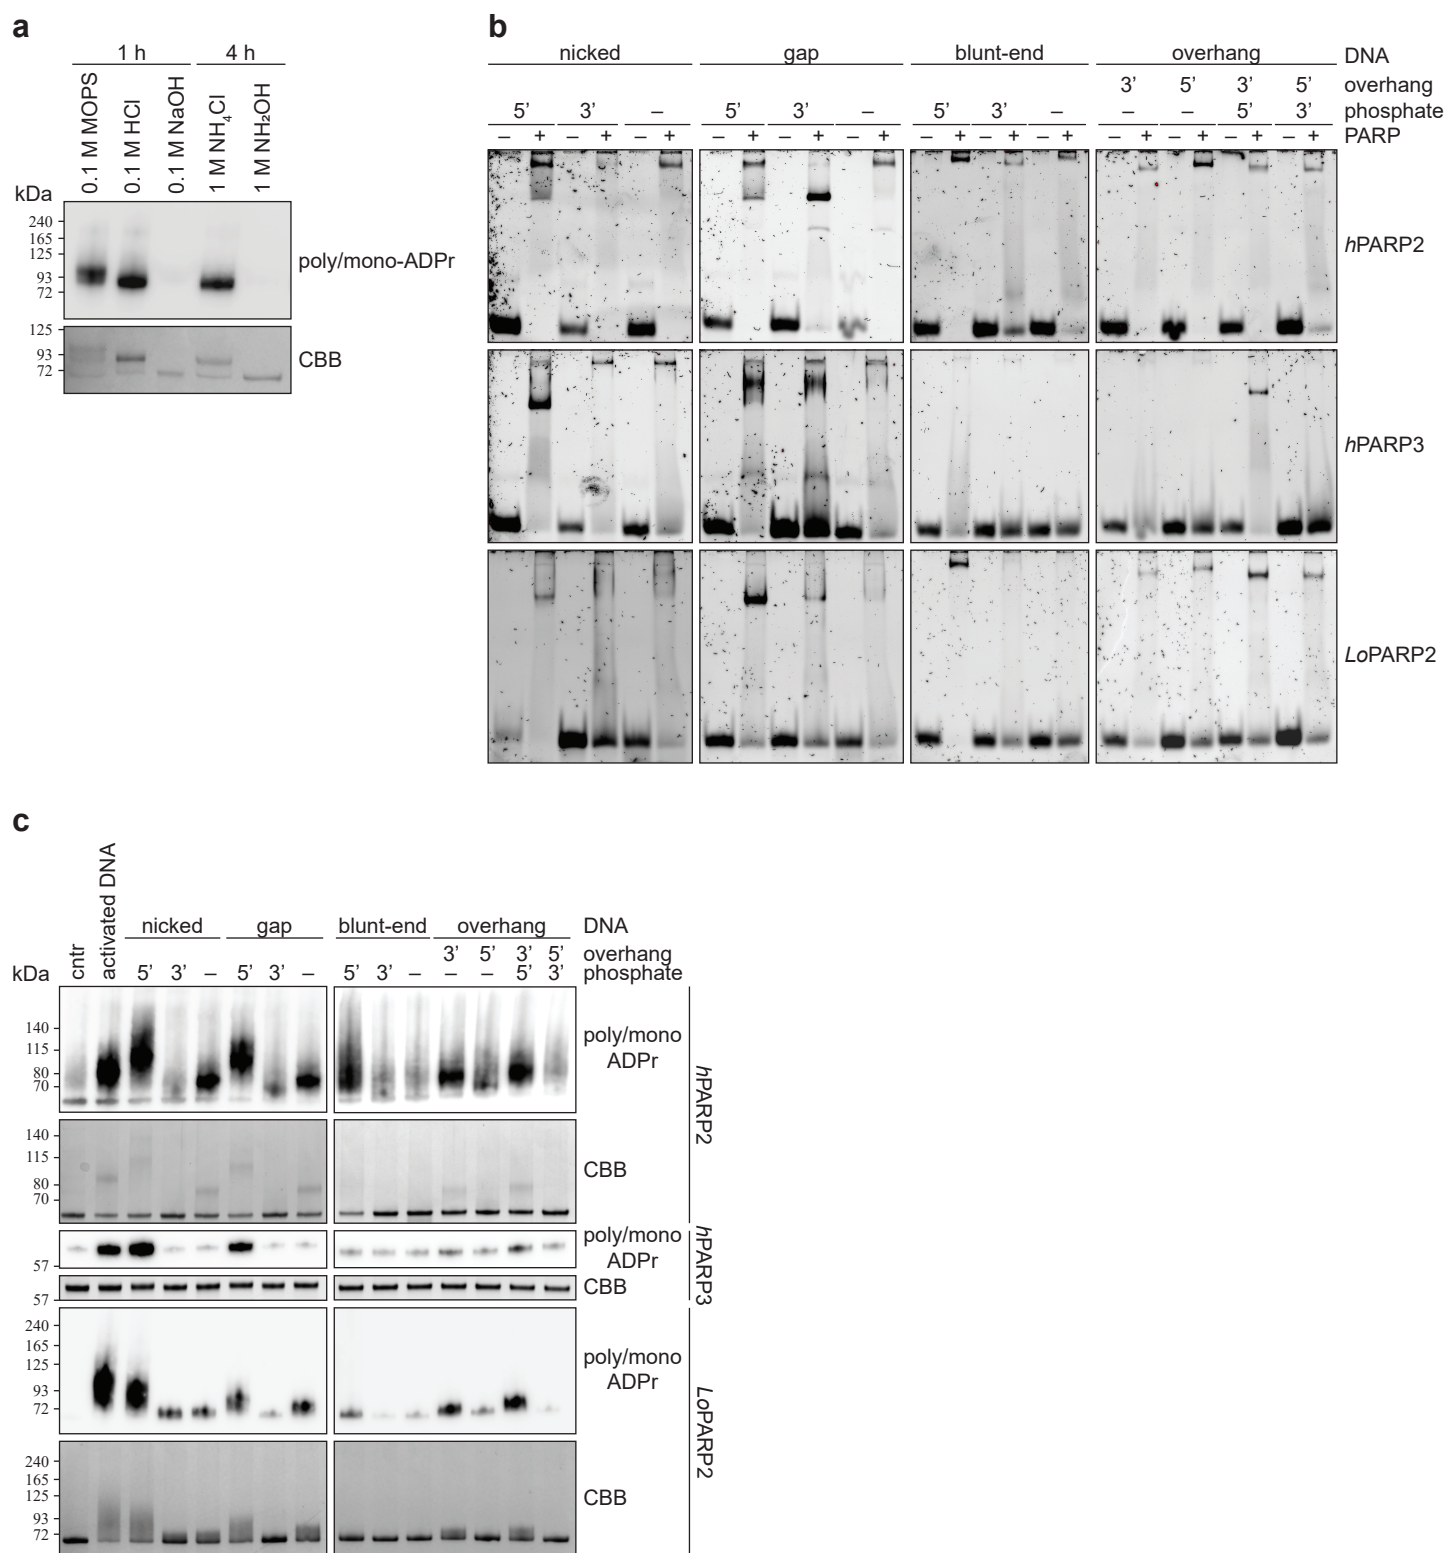 a
1 h 4 h
0.1 M MOPS
0.1 M HCl
0.1 M NaOH
1 M NH₄Cl
1 M NH₂OH
kDa
240
165
125
93
72
poly/mono-ADPr
125
93
72
CBB
b
nicked gap blunt-end overhang DNA
3’ 5’ 3’ 5’ overhang
5’ 3’ – 5’ 3’ – 5’ 3’ – – – 5’ 3’ phosphate
– + – + – + – + – + – + – + – + – + – + – + – + – + PARP
hPARP2
hPARP3
LoPARP2
c
cntr
activated DNA
nicked gap blunt-end overhang DNA
3’ 5’ 3’ 5’ overhang
kDa 5’ 3’ – 5’ 3’ – 5’ 3’ – – – 5’ 3’ phosphate
140
115
80
70
poly/mono
ADPr
140
115
80
70
CBB
hPARP2
57
poly/mono
ADPr
57
CBB
hPARP3
240
165
125
93
72
poly/mono
ADPr
240
165
125
93
72
CBB
LoPARP2